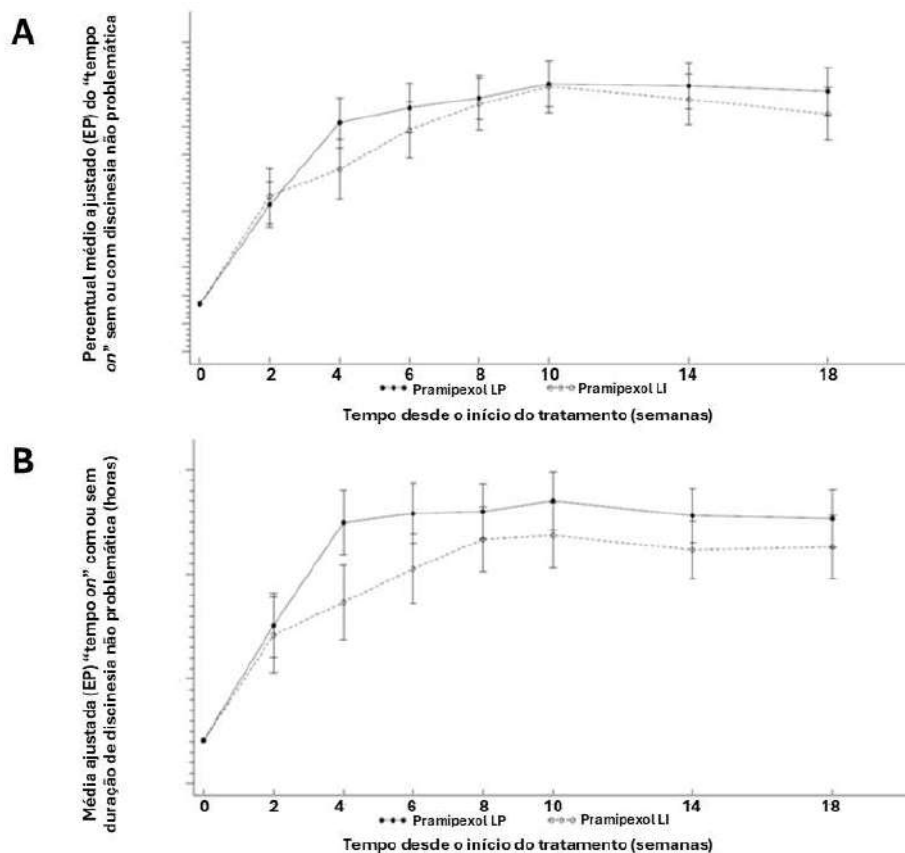 A
Percentual médio ajustado (EP) do “tempo
on” sem ou com discinesia não problemática
0 2 4 6 8 10 14 18
Pramipexol LP Pramipexol LI
Tempo desde o início do tratamento (semanas)
B
Média ajustada (EP) “tempo on” com ou sem
duração de discinesia não problemática (horas)
0 2 4 6 8 10 14 18
Pramipexol LP Pramipexol LI
Tempo desde o início do tratamento (semanas)